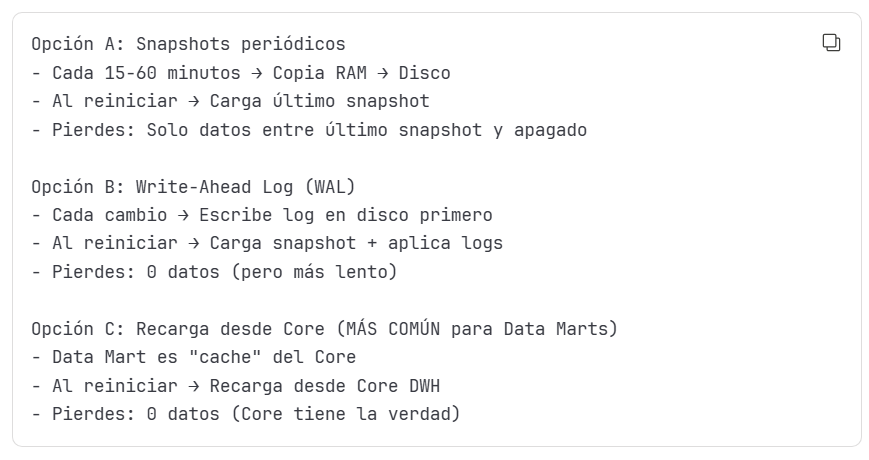 Opción A: Snapshots periódicos
- Cada 15-60 minutos → Copia RAM → Disco
- Al reiniciar → Carga último snapshot
- Pierdes: Solo datos entre último snapshot y apagado
Opción B: Write-Ahead Log (WAL)
- Cada cambio → Escribe log en disco primero
- Al reiniciar → Carga snapshot + aplica logs
- Pierdes: 0 datos (pero más lento)
Opción C: Recarga desde Core (MÁS COMÚN para Data Marts)
- Data Mart es "cache" del Core
- Al reiniciar → Recarga desde Core DWH
- Pierdes: 0 datos (Core tiene la verdad)